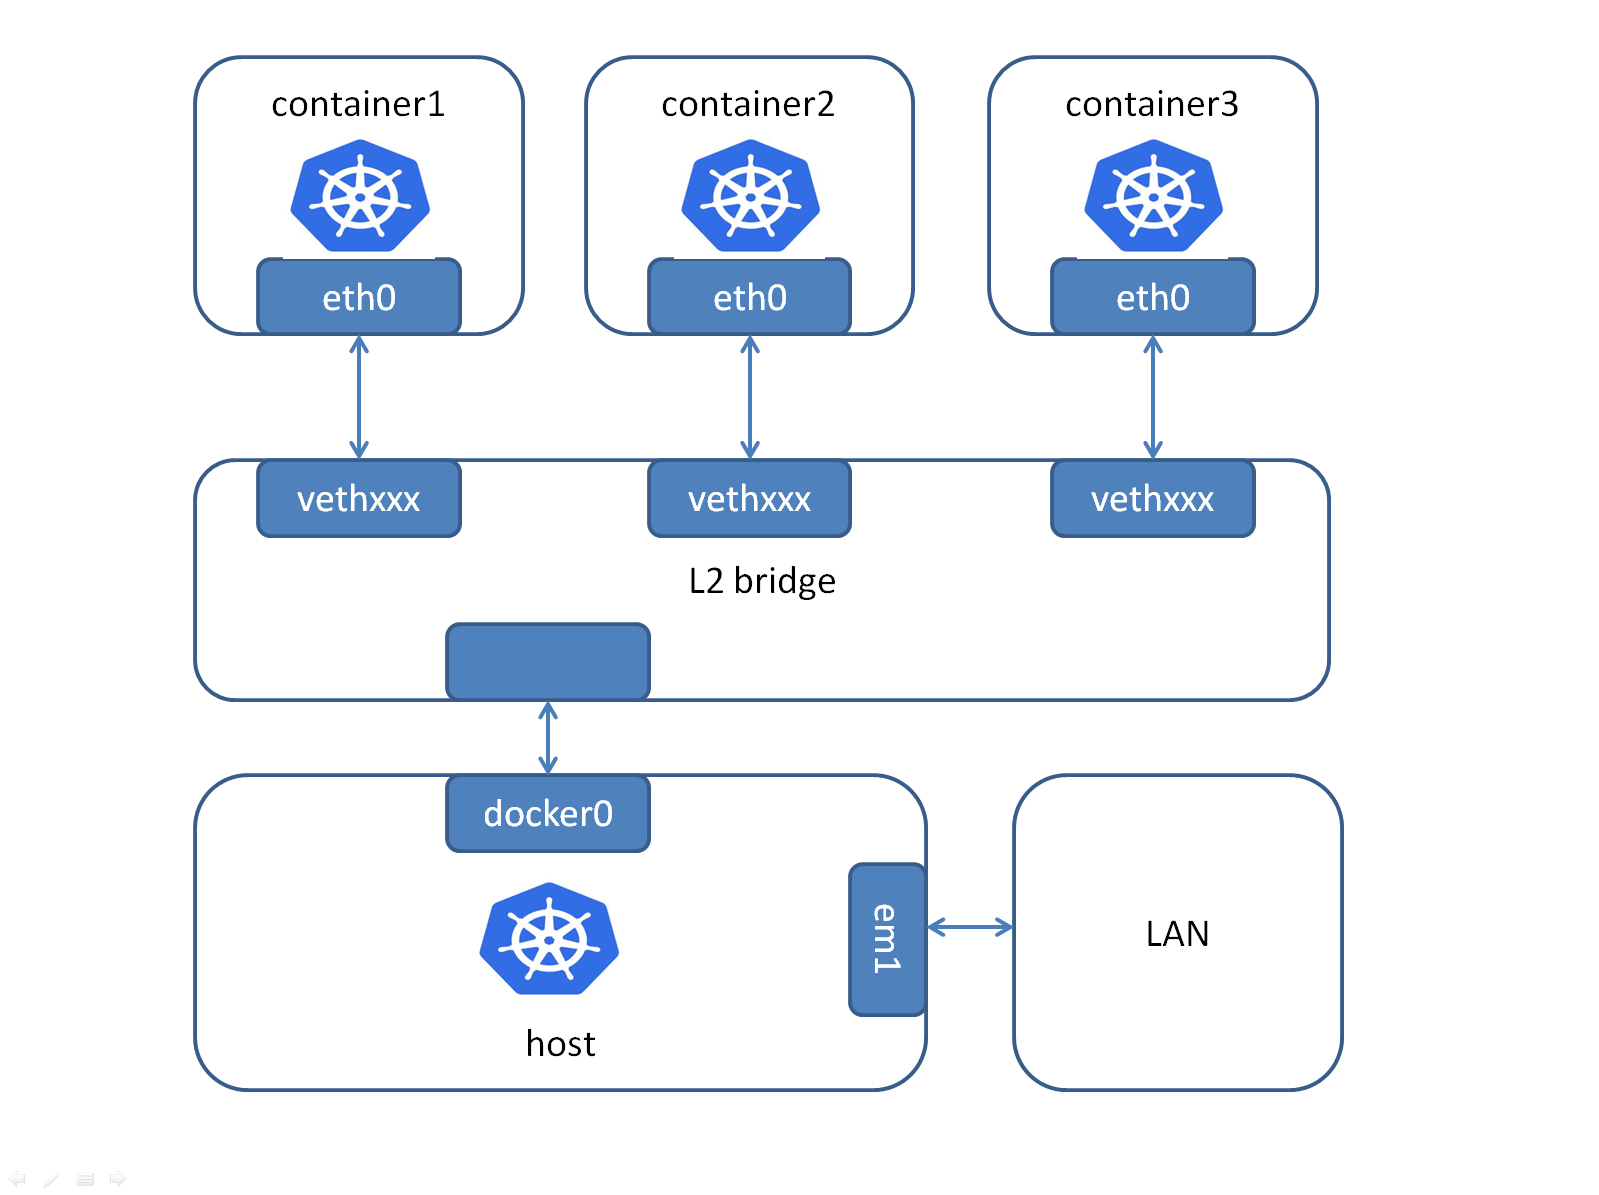 container1
container2
container3
eth0
eth0
eth0
vethxxx
vethxxx
vethxxx
L2 bridge
docker0
em1
LAN
host